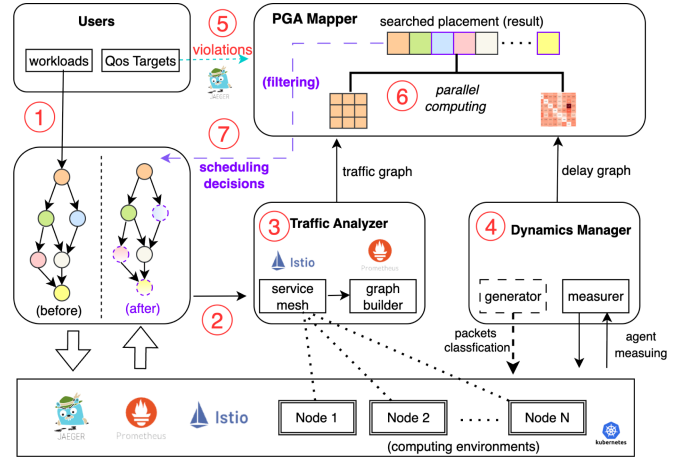 Users
workloads
Qos Targets
5
violations
JAEGER
PGA Mapper
searched placement (result)
(filtering)
6
parallel
computing
1
7
scheduling
decisions
traffic graph
delay graph
(before)
(after)
2
3
Traffic Analyzer
Istio
Prometheus
service
mesh
graph
builder
4
Dynamics Manager
generator
measurer
packets
classfication
agent
measuing
JAEGER
Prometheus
Istio
Node 1
Node 2
Node N
(computing environments)
kubernetes